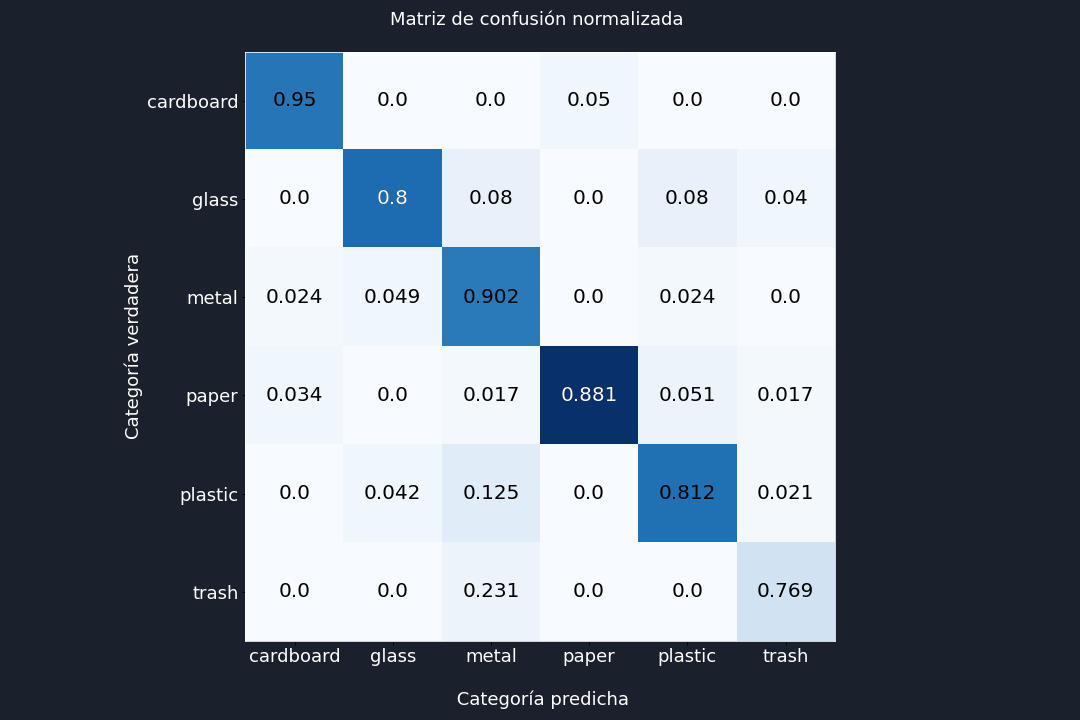 Matriz de confusión normalizada
cardboard 0.95 0.0 0.0 0.05 0.0 0.0
glass 0.0 0.8 0.08 0.0 0.08 0.04
metal 0.024 0.049 0.902 0.0 0.024 0.0
paper 0.034 0.0 0.017 0.881 0.051 0.017
plastic 0.0 0.042 0.125 0.0 0.812 0.021
trash 0.0 0.0 0.231 0.0 0.0 0.769
Categoría verdadera
cardboard glass metal paper plastic trash
Categoría predicha